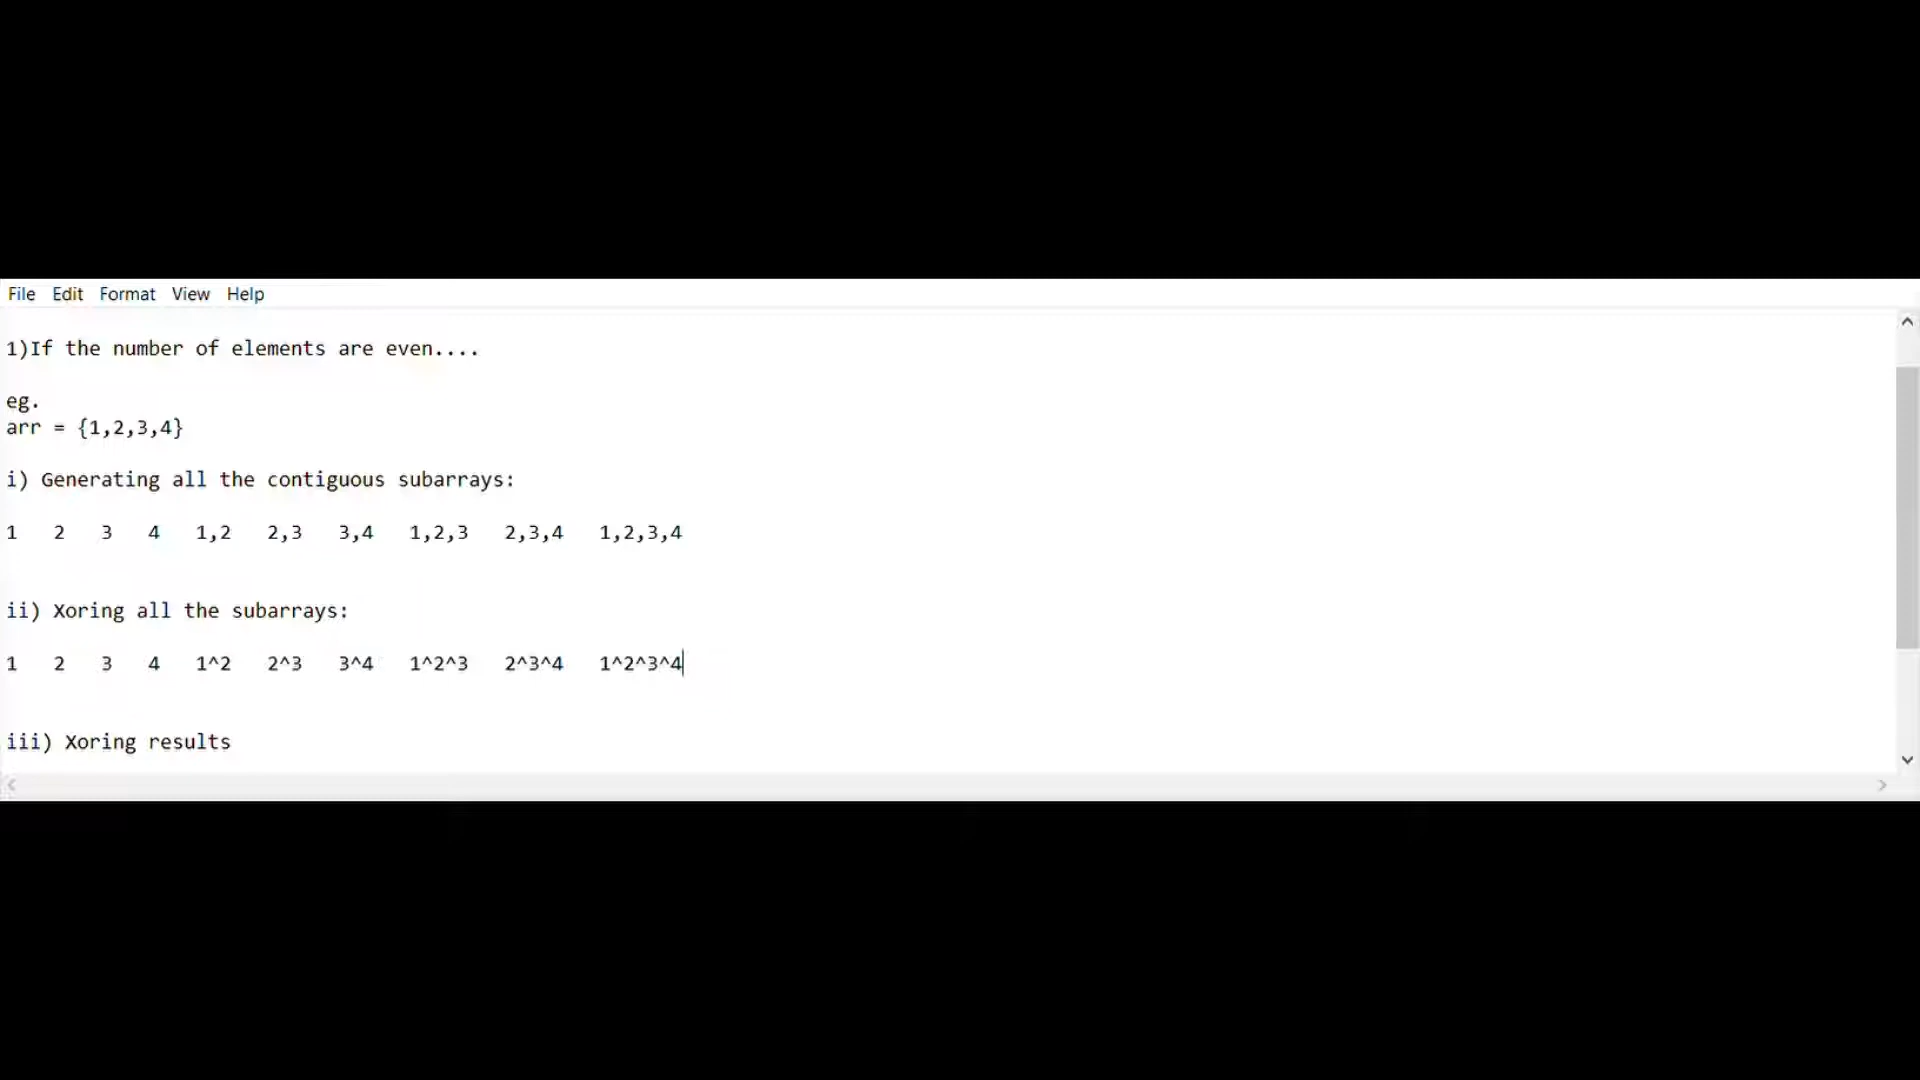 File Edit Format View Help
1)If the number of elements are even....
eg.
arr = {1,2,3,4}
i) Generating all the contiguous subarrays:
1 2 3 4 1,2 2,3 3,4 1,2,3 2,3,4 1,2,3,4
ii) Xoring all the subarrays:
1 2 3 4 1^2 2^3 3^4 1^2^3 2^3^4 1^2^3^4
iii) Xoring results